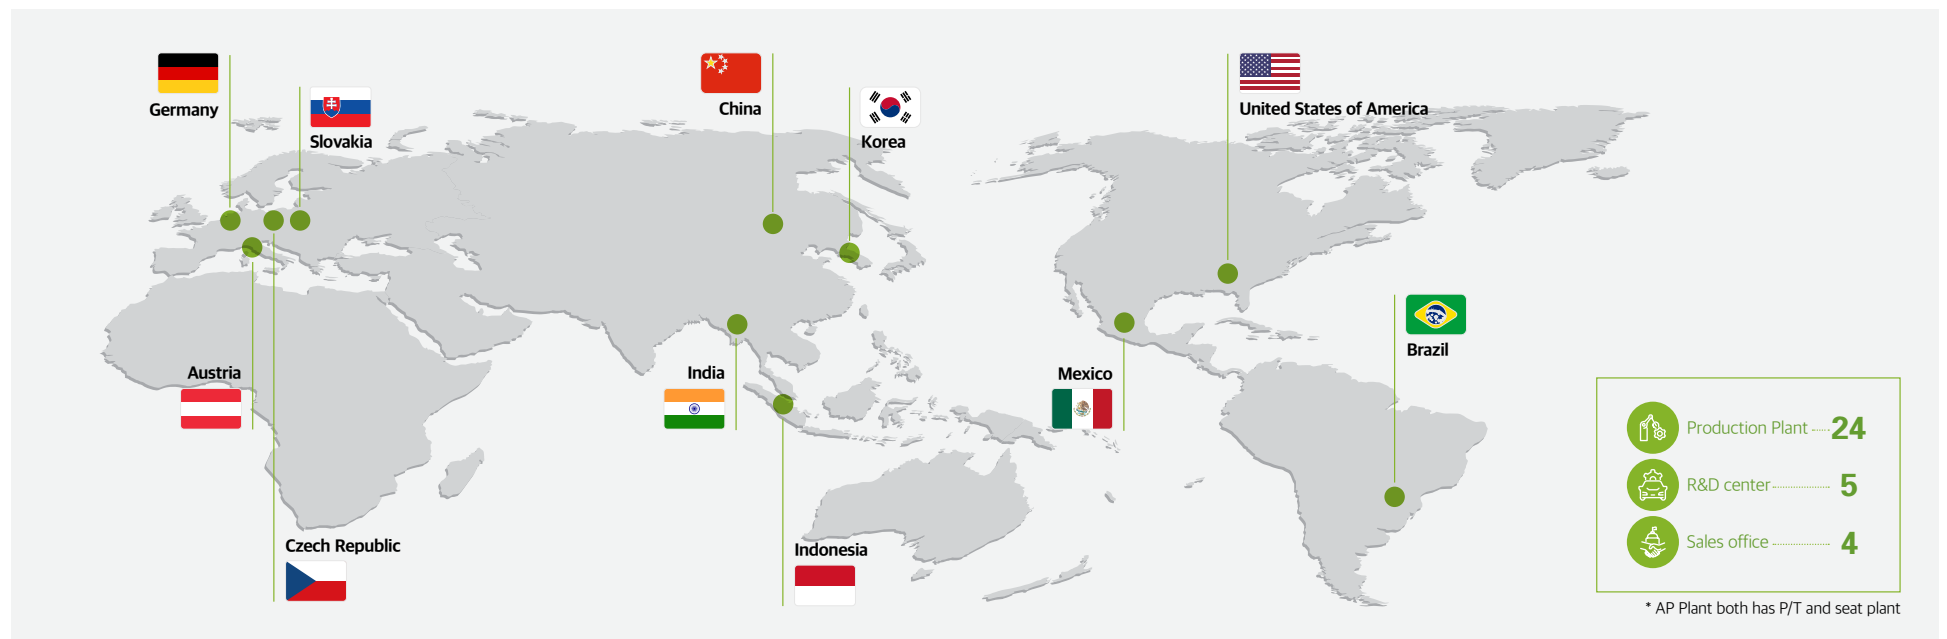 Germany
Slovakia
China
Korea
United States of America
Austria
India
Mexico
Brazil
Czech Republic
Indonesia
Production Plant 24
R&D center 5
Sales office 4
* AP Plant both has P/T and seat plant